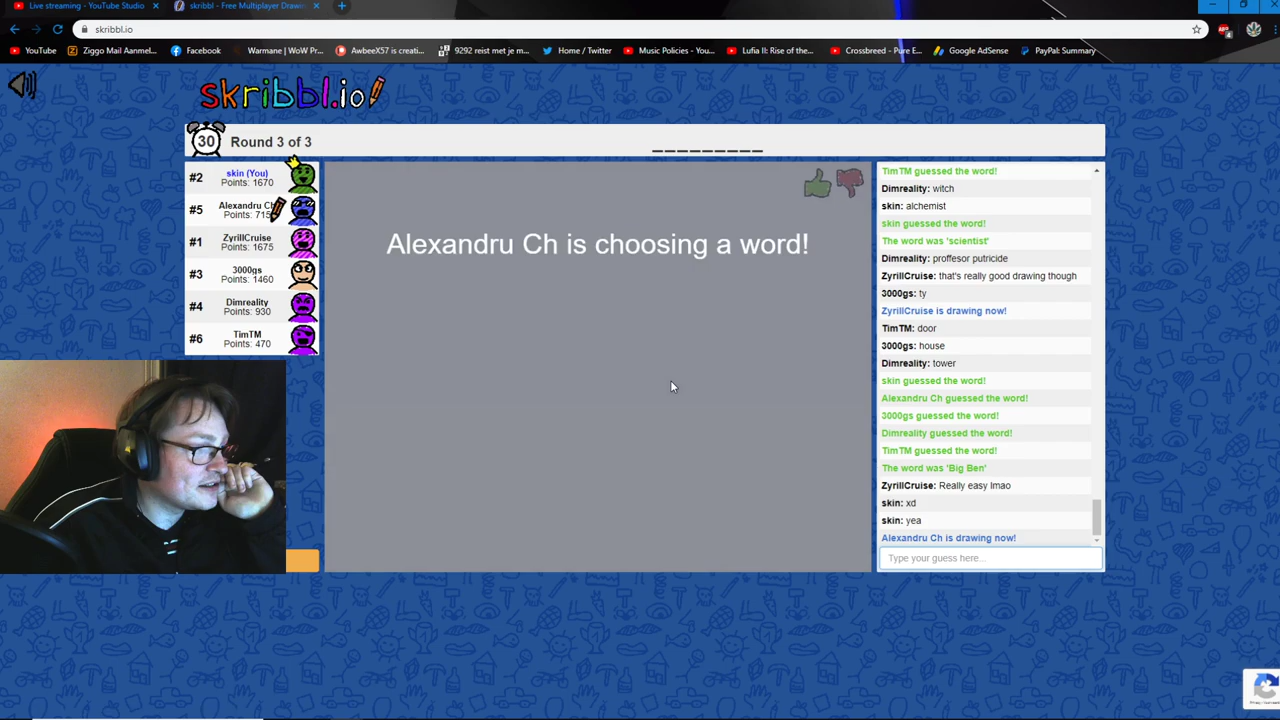 Live streaming - YouTube Studio
skribbl - Free Multiplayer Drawi
skribbl.io
YouTube
Ziggo Mail Aanmel...
Facebook
Warmane | WoW Pr...
AwbeeX57 is creati...
9292 reist met je m...
Home / Twitter
Music Policies - You...
Lufia II: Rise of the...
Crossbreed - Pure E...
Google AdSense
PayPal: Summary
skribbl.io
30 Round 3 of 3
_________
#2 skin (You)
Points: 1670
#5 Alexandru Ch
Points: 715
#1 ZyrillCruise
Points: 1675
#3 3000gs
Points: 1460
#4 Dimreality
Points: 930
#6 TimTM
Points: 470
Alexandru Ch is choosing a word!
TimTM guessed the word!
Dimreality: witch
skin: alchemist
skin guessed the word!
The word was 'scientist'
Dimreality: proffesor putricide
ZyrillCruise: that's really good drawing though
3000gs: ty
ZyrillCruise is drawing now!
TimTM: door
3000gs: house
Dimreality: tower
skin guessed the word!
Alexandru Ch guessed the word!
3000gs guessed the word!
Dimreality guessed the word!
TimTM guessed the word!
The word was 'Big Ben'
ZyrillCruise: Really easy lmao
skin: xd
skin: yea
Alexandru Ch is drawing now!
Type your guess here...